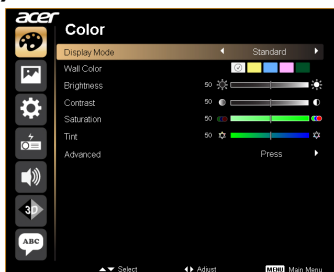 acer
Color
Display Mode Standard
Wall Color
Brightness 50
Contrast 50
Saturation 50
Tint 50
Advanced Press
3D
ABC
Select Adjust MENU Main Menu